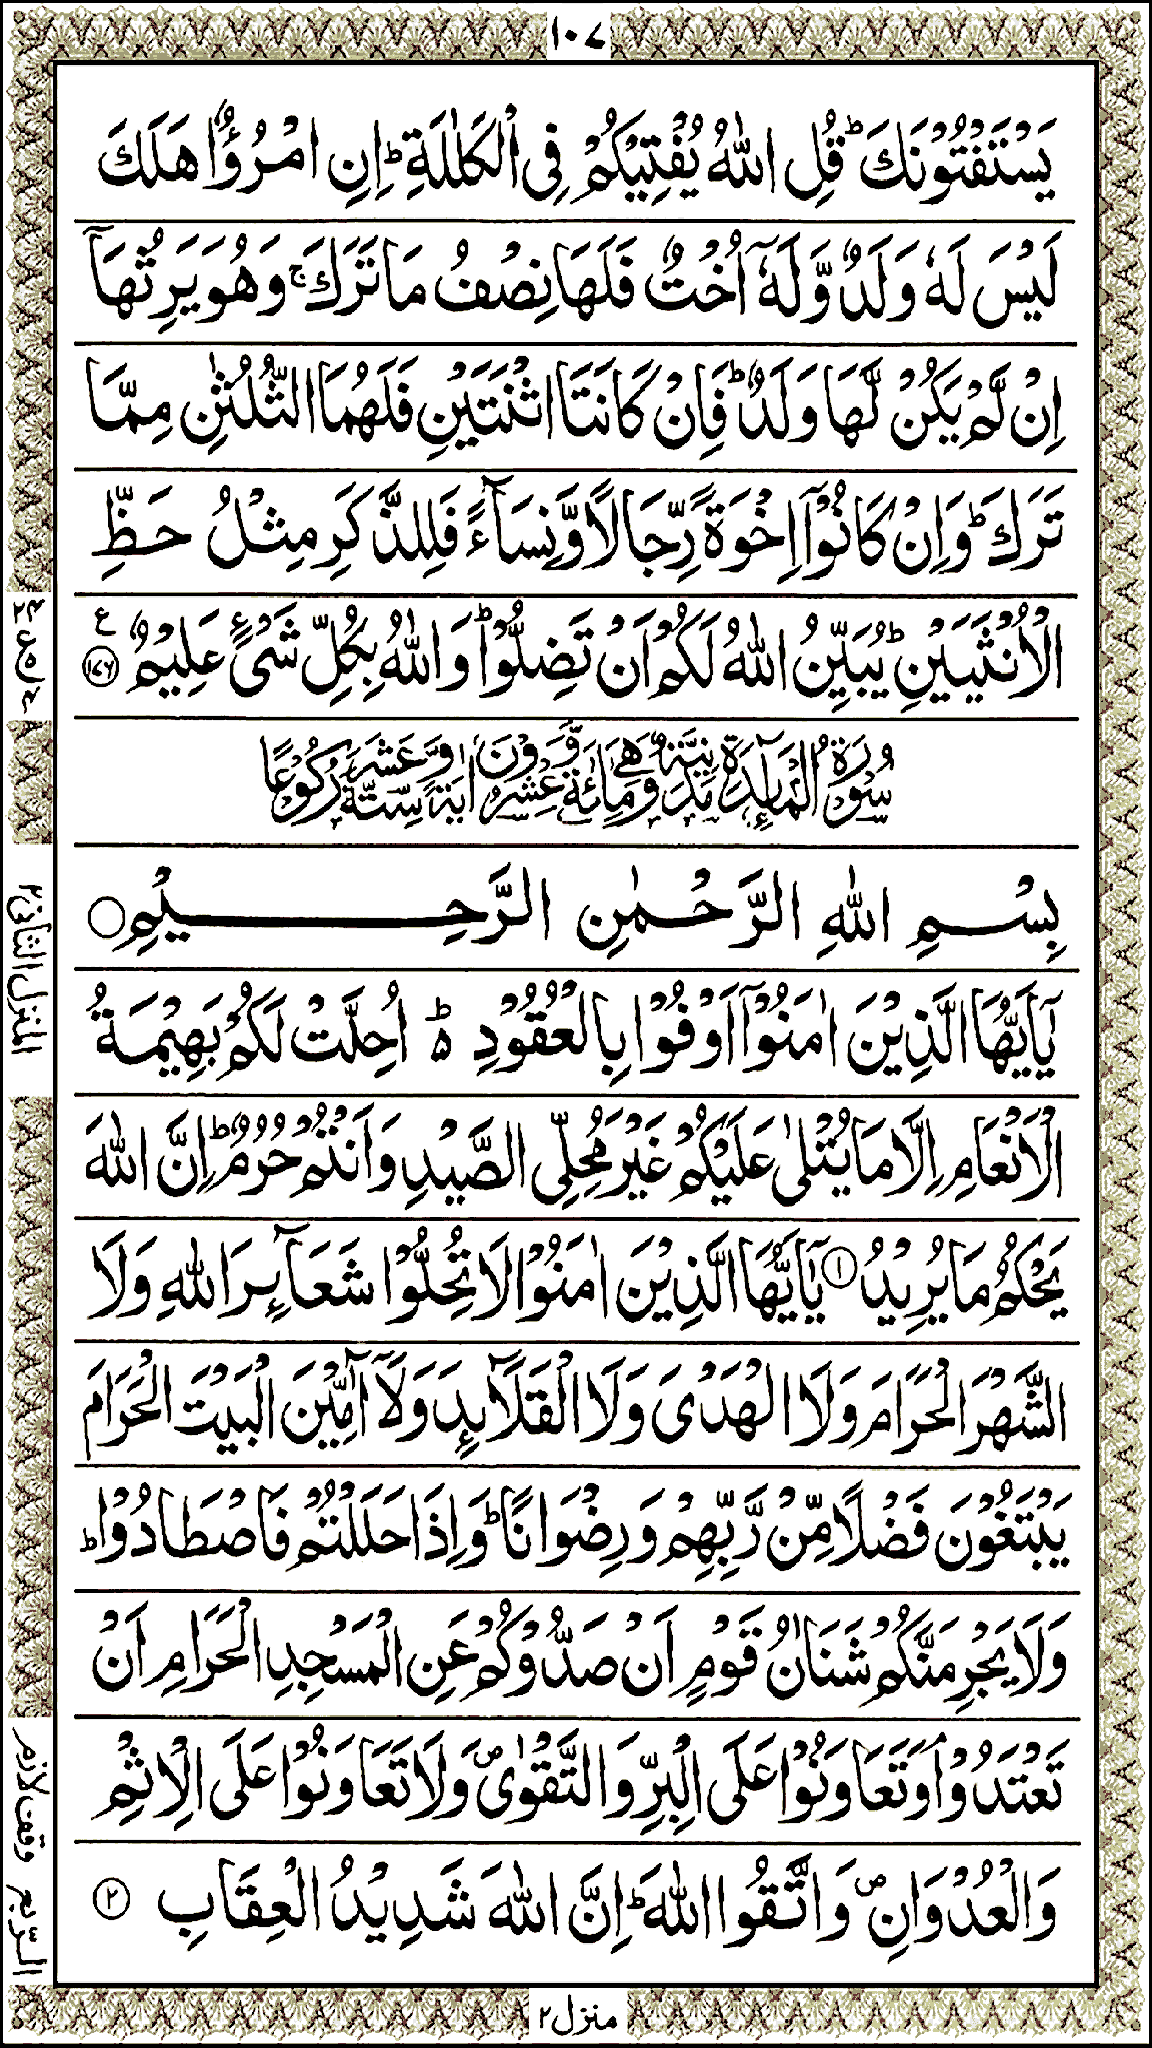 ١٠٧
يَسْتَفْتُوْنَكَ ؕ قُلِ اللّٰهُ يُفْتِيْكُمْ فِى الْكَلٰلَةِ ؕ اِنِ امْرُؤٌا هَلَكَ
لَيْسَ لَهٗ وَلَدٌ وَّلَهٗۤ اُخْتٌ فَلَهَا نِصْفُ مَا تَرَكَ ۚ وَهُوَ يَرِثُهَاۤ
اِنْ لَّمْ يَكُنْ لَّهَا وَلَدٌ ؕ فَاِنْ كَانَتَا اثْنَتَيْنِ فَلَهُمَا الثُّلُثٰنِ مِمَّا
تَرَكَ ؕ وَاِنْ كَانُوْۤا اِخْوَةً رِّجَالًا وَّنِسَآءً فَلِلذَّكَرِ مِثْلُ حَظِّ
الْاُنْثَيَيْنِ ؕ يُبَيِّنُ اللّٰهُ لَكُمْ اَنْ تَضِلُّوْا ؕ وَاللّٰهُ بِكُلِّ شَىْءٍ عَلِيْمٌ ﴿١٧٦﴾ ع
سُوْرَةُ الْمَآئِدَةِ مَدَنِيَّةٌ وَّهِىَ مِائَةٌ وَّعِشْرُوْنَ اٰيَةً وَّسِتَّةَ عَشَرَ رُكُوْعًا
بِسْمِ اللّٰهِ الرَّحْمٰنِ الرَّحِيْمِ
يٰۤاَيُّهَا الَّذِيْنَ اٰمَنُوْۤا اَوْفُوْا بِالْعُقُوْدِ ۵ؕ اُحِلَّتْ لَكُمْ بَهِيْمَةُ
الْاَنْعَامِ اِلَّا مَا يُتْلٰى عَلَيْكُمْ غَيْرَ مُحِلِّى الصَّيْدِ وَاَنْتُمْ حُرُمٌ ؕ اِنَّ اللّٰهَ
يَحْكُمُ مَا يُرِيْدُ ﴿١﴾ يٰۤاَيُّهَا الَّذِيْنَ اٰمَنُوْا لَا تُحِلُّوْا شَعَآئِرَ اللّٰهِ وَلَا
الشَّهْرَ الْحَرَامَ وَلَا الْهَدْىَ وَلَا الْقَلَآئِدَ وَلَاۤ آٰمِّيْنَ الْبَيْتَ الْحَرَامَ
يَبْتَغُوْنَ فَضْلًا مِّنْ رَّبِّهِمْ وَرِضْوَانًا ؕ وَاِذَا حَلَلْتُمْ فَاصْطَادُوْا ؕ
وَلَا يَجْرِمَنَّكُمْ شَنَاٰنُ قَوْمٍ اَنْ صَدُّوْكُمْ عَنِ الْمَسْجِدِ الْحَرَامِ اَنْ
تَعْتَدُوْا ۘ وَتَعَاوَنُوْا عَلَى الْبِرِّ وَالتَّقْوٰى ۪ وَلَا تَعَاوَنُوْا عَلَى الْاِثْمِ
وَالْعُدْوَانِ ۪ وَاتَّقُوا اللّٰهَ ؕ اِنَّ اللّٰهَ شَدِيْدُ الْعِقَابِ ﴿٢﴾
المنزل الثانى ٢
وقف لازم
الربع
منزل ٢